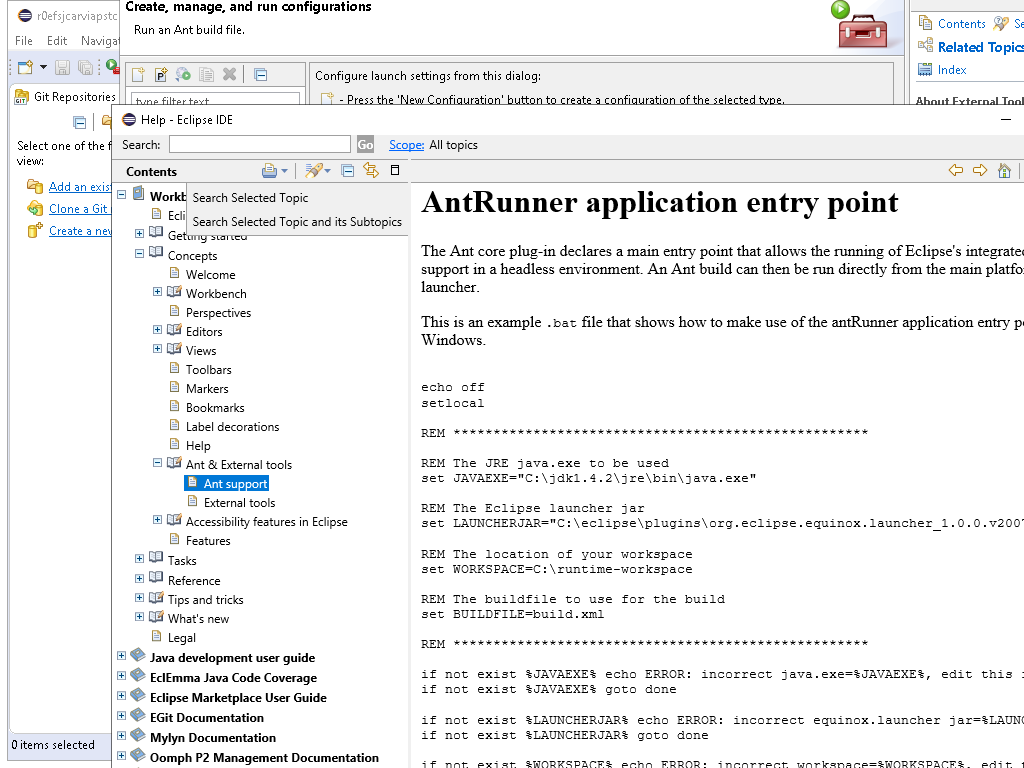 r0efsjcarviapstc
File Edit Navigat
Git Repositories
Select one of the f
view:
Add an exis
Clone a Git
Create a new
0 items selected
Create, manage, and run configurations
Run an Ant build file.
type filter text
Configure launch settings from this dialog:
- Press the 'New Configuration' button to create a configuration of the selected type.
Contents Se
Related Topics
Index
About External Tool
Help - Eclipse IDE
Search: Go Scope: All topics
Contents
Search Selected Topic
Search Selected Topic and its Subtopics
Workb
Ecli
Getting started
Concepts
Welcome
Workbench
Perspectives
Editors
Views
Toolbars
Markers
Bookmarks
Label decorations
Help
Ant & External tools
Ant support
External tools
Accessibility features in Eclipse
Features
Tasks
Reference
Tips and tricks
What's new
Legal
Java development user guide
EclEmma Java Code Coverage
Eclipse Marketplace User Guide
EGit Documentation
Mylyn Documentation
Oomph P2 Management Documentation
AntRunner application entry point
The Ant core plug-in declares a main entry point that allows the running of Eclipse's integrated
support in a headless environment. An Ant build can then be run directly from the main platfo
launcher.
This is an example .bat file that shows how to make use of the antRunner application entry po
Windows.
echo off
setlocal
REM ****************************************************
REM The JRE java.exe to be used
set JAVAEXE="C:\jdk1.4.2\jre\bin\java.exe"
REM The Eclipse launcher jar
set LAUNCHERJAR="C:\eclipse\plugins\org.eclipse.equinox.launcher_1.0.0.v2007
REM The location of your workspace
set WORKSPACE=C:\runtime-workspace
REM The buildfile to use for the build
set BUILDFILE=build.xml
REM ****************************************************
if not exist %JAVAEXE% echo ERROR: incorrect java.exe=%JAVAEXE%, edit this
if not exist %JAVAEXE% goto done
if not exist %LAUNCHERJAR% echo ERROR: incorrect equinox.launcher jar=%LAUN
if not exist %LAUNCHERJAR% goto done
if not exist %WORKSPACE% echo ERROR: incorrect workspace=%WORKSPACE%, edit